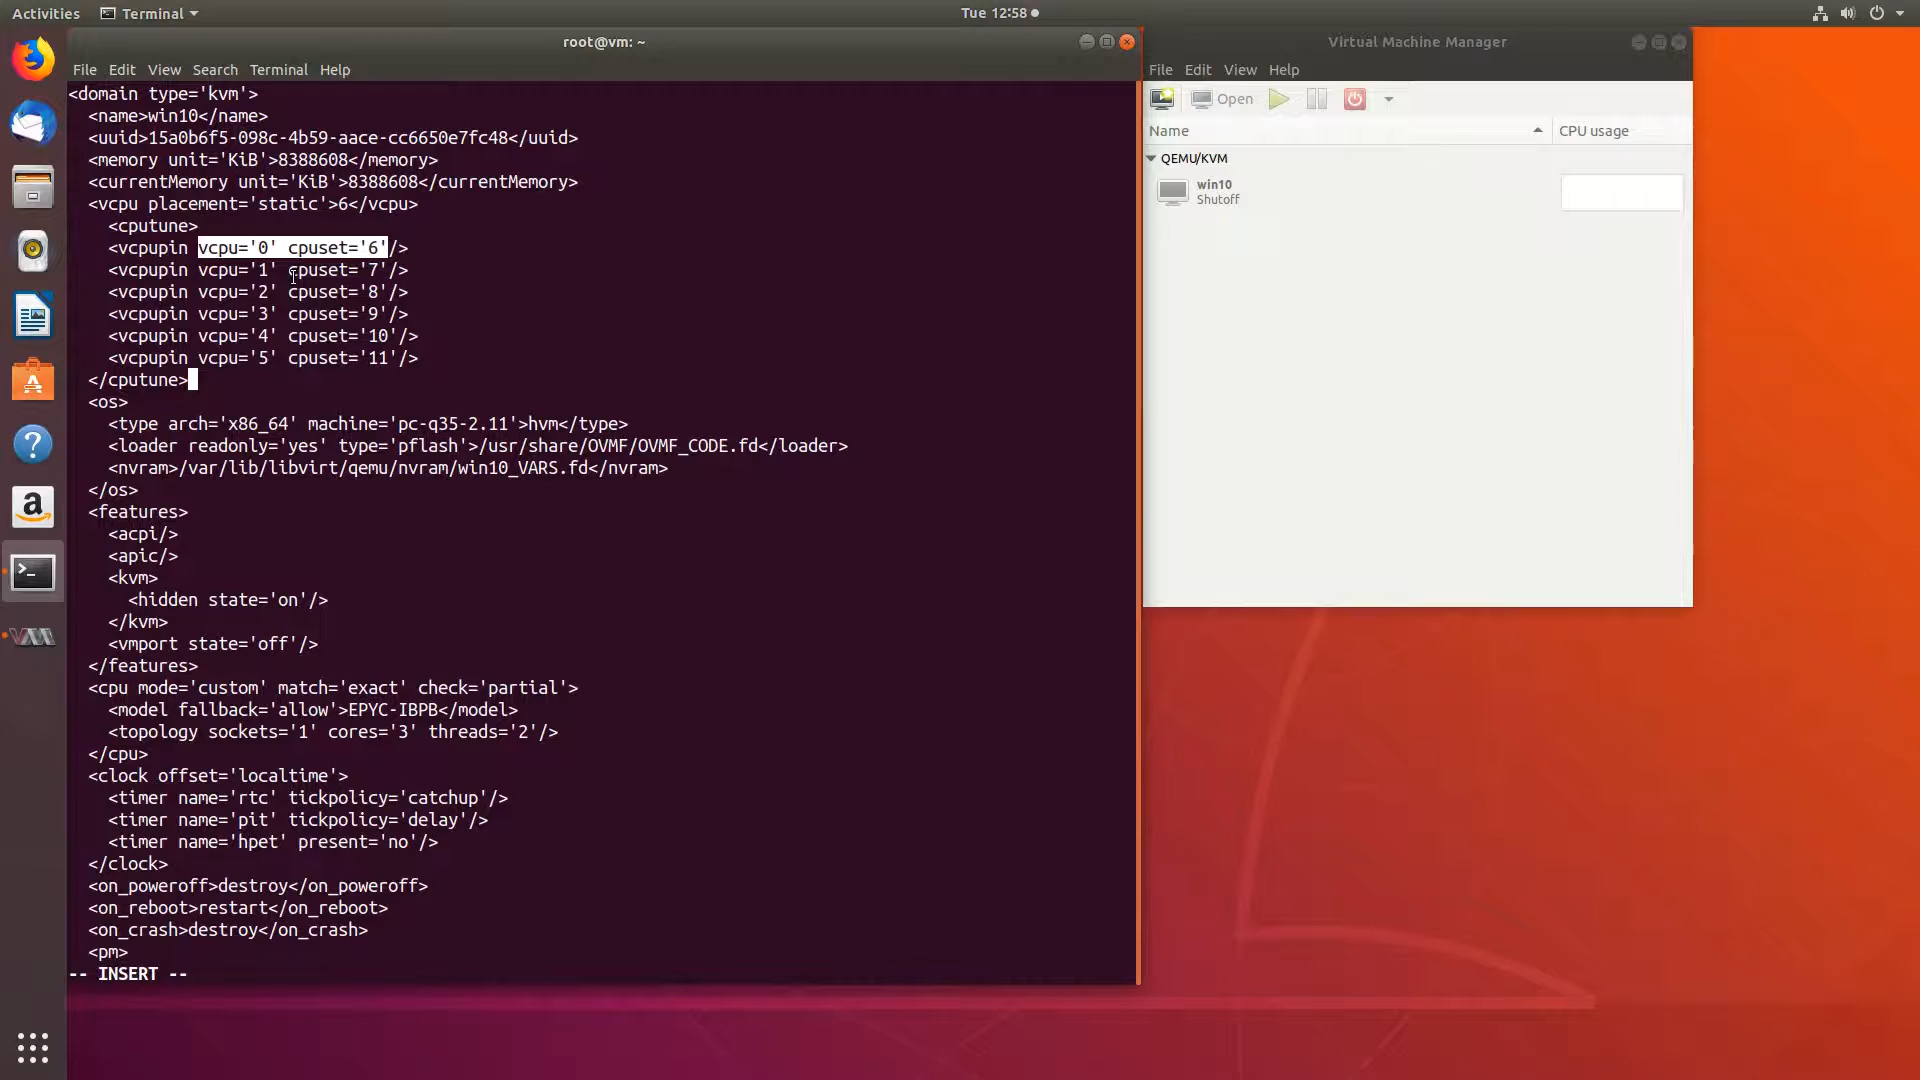 Activities Terminal Tue 12:58
root@vm: ~
File Edit View Search Terminal Help
<domain type='kvm'>
  <name>win10</name>
  <uuid>15a0b6f5-098c-4b59-aace-cc6650e7fc48</uuid>
  <memory unit='KiB'>8388608</memory>
  <currentMemory unit='KiB'>8388608</currentMemory>
  <vcpu placement='static'>6</vcpu>
    <cputune>
    <vcpupin vcpu='0' cpuset='6'/>
    <vcpupin vcpu='1' cpuset='7'/>
    <vcpupin vcpu='2' cpuset='8'/>
    <vcpupin vcpu='3' cpuset='9'/>
    <vcpupin vcpu='4' cpuset='10'/>
    <vcpupin vcpu='5' cpuset='11'/>
  </cputune>
  <os>
    <type arch='x86_64' machine='pc-q35-2.11'>hvm</type>
    <loader readonly='yes' type='pflash'>/usr/share/OVMF/OVMF_CODE.fd</loader>
    <nvram>/var/lib/libvirt/qemu/nvram/win10_VARS.fd</nvram>
  </os>
  <features>
    <acpi/>
    <apic/>
    <kvm>
      <hidden state='on'/>
    </kvm>
    <vmport state='off'/>
  </features>
  <cpu mode='custom' match='exact' check='partial'>
    <model fallback='allow'>EPYC-IBPB</model>
    <topology sockets='1' cores='3' threads='2'/>
  </cpu>
  <clock offset='localtime'>
    <timer name='rtc' tickpolicy='catchup'/>
    <timer name='pit' tickpolicy='delay'/>
    <timer name='hpet' present='no'/>
  </clock>
  <on_poweroff>destroy</on_poweroff>
  <on_reboot>restart</on_reboot>
  <on_crash>destroy</on_crash>
  <pm>
-- INSERT --
Virtual Machine Manager
File Edit View Help
Open
Name CPU usage
QEMU/KVM
win10
Shutoff